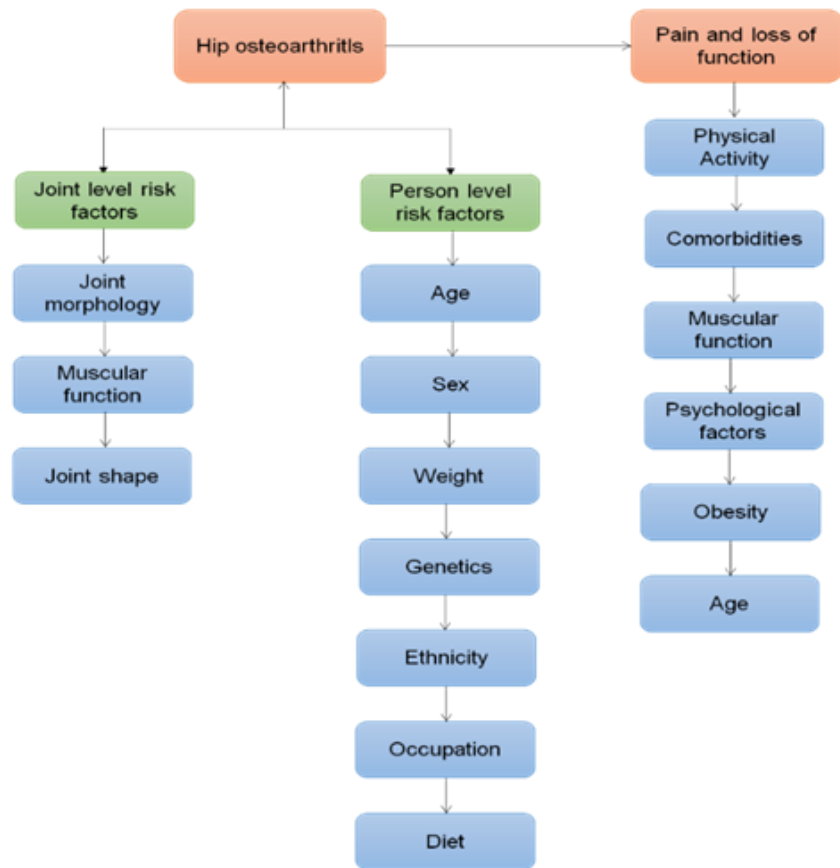 Hip osteoarthritls
Pain and loss of
function
Joint level risk
factors
Joint
morphology
Muscular
function
Joint shape
Person level
risk factors
Age
Sex
Weight
Genetics
Ethnicity
Occupation
Diet
Physical
Activity
Comorbidities
Muscular
function
Psychological
factors
Obesity
Age